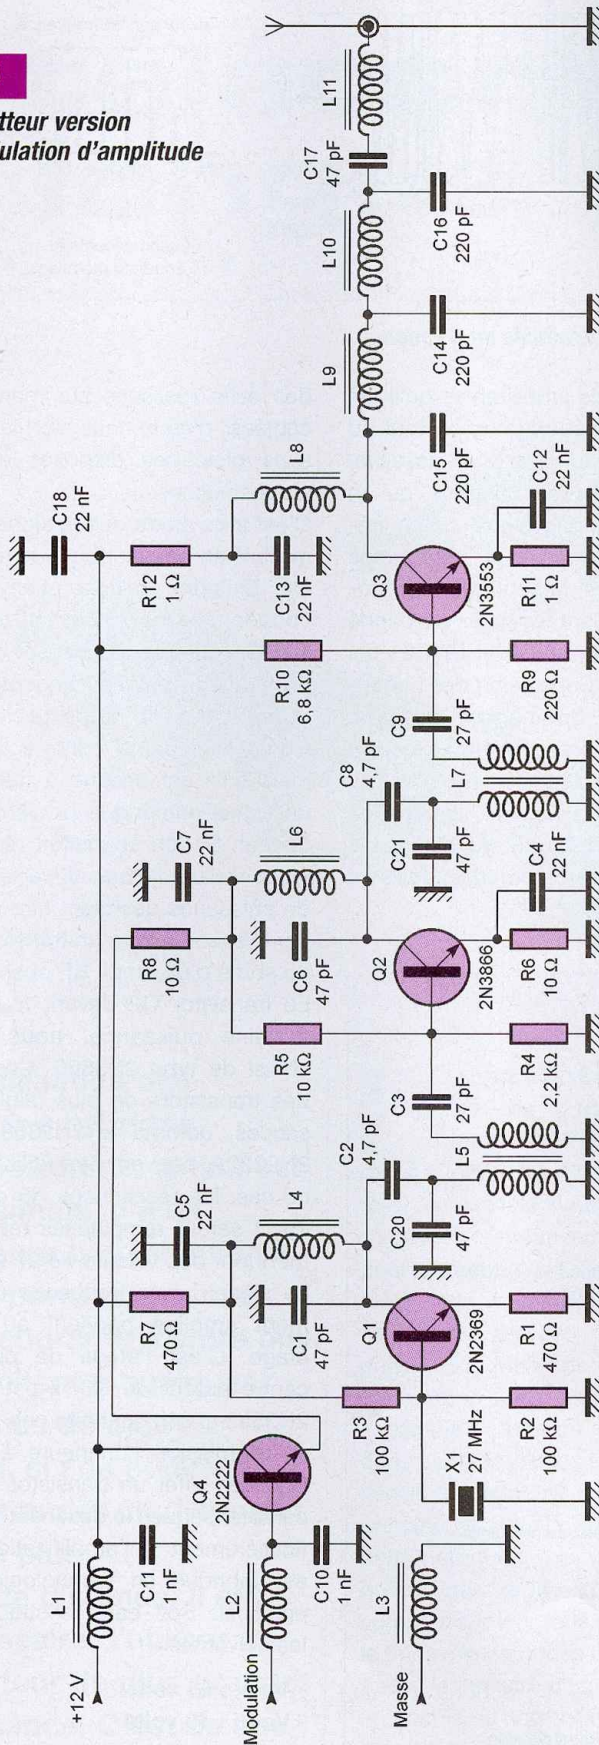 tteur version
ulation d'amplitude
+12 V
L1
C11
1 nF
Modulation
L2
C10
1 nF
Masse
L3
Q4
2N2222
X1
27 MHz
R3
100 kΩ
R2
100 kΩ
R7
470 Ω
C5
22 nF
C1
47 pF
L4
Q1
2N2369
R1
470 Ω
C2
4,7 pF
C20
47 pF
L5
C3
27 pF
R5
10 kΩ
R4
2,2 kΩ
R8
10 Ω
C7
22 nF
C6
47 pF
L6
Q2
2N3866
R6
10 Ω
C4
22 nF
C8
4,7 pF
C21
47 pF
L7
C9
27 pF
R10
6,8 kΩ
R9
220 Ω
C18
22 nF
R12
1 Ω
C13
22 nF
L8
Q3
2N3553
R11
1 Ω
C12
22 nF
C15
220 pF
L9
C14
220 pF
L10
C16
220 pF
C17
47 pF
L11